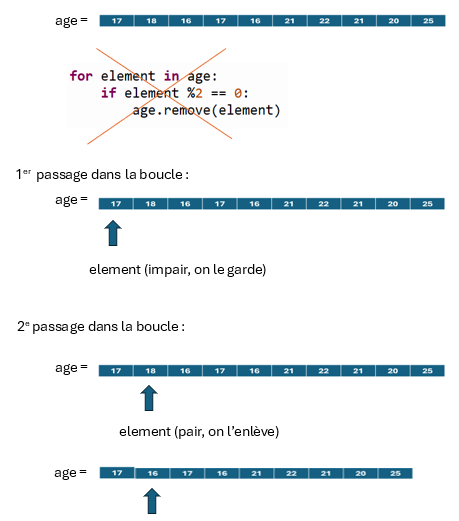 age = 17 18 16 17 16 21 22 21 20 25
for element in age:
if element %2 == 0:
age.remove(element)
1er passage dans la boucle :
age = 17 18 16 17 16 21 22 21 20 25
element (impair, on le garde)
2e passage dans la boucle :
age = 17 18 16 17 16 21 22 21 20 25
element (pair, on l’enlève)
age = 17 16 17 16 21 22 21 20 25